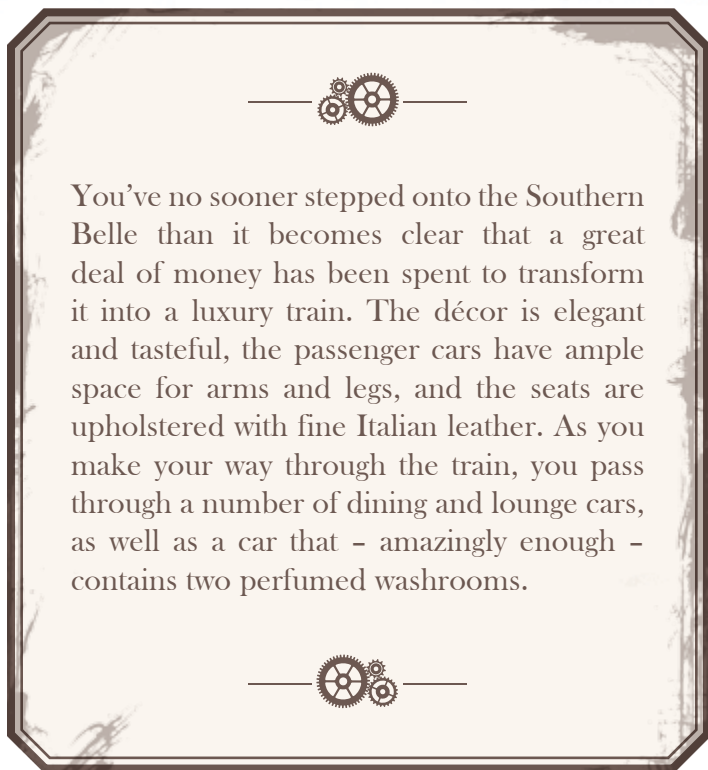 You’ve no sooner stepped onto the Southern
Belle than it becomes clear that a great
deal of money has been spent to transform
it into a luxury train. The décor is elegant
and tasteful, the passenger cars have ample
space for arms and legs, and the seats are
upholstered with fine Italian leather. As you
make your way through the train, you pass
through a number of dining and lounge cars,
as well as a car that – amazingly enough –
contains two perfumed washrooms.